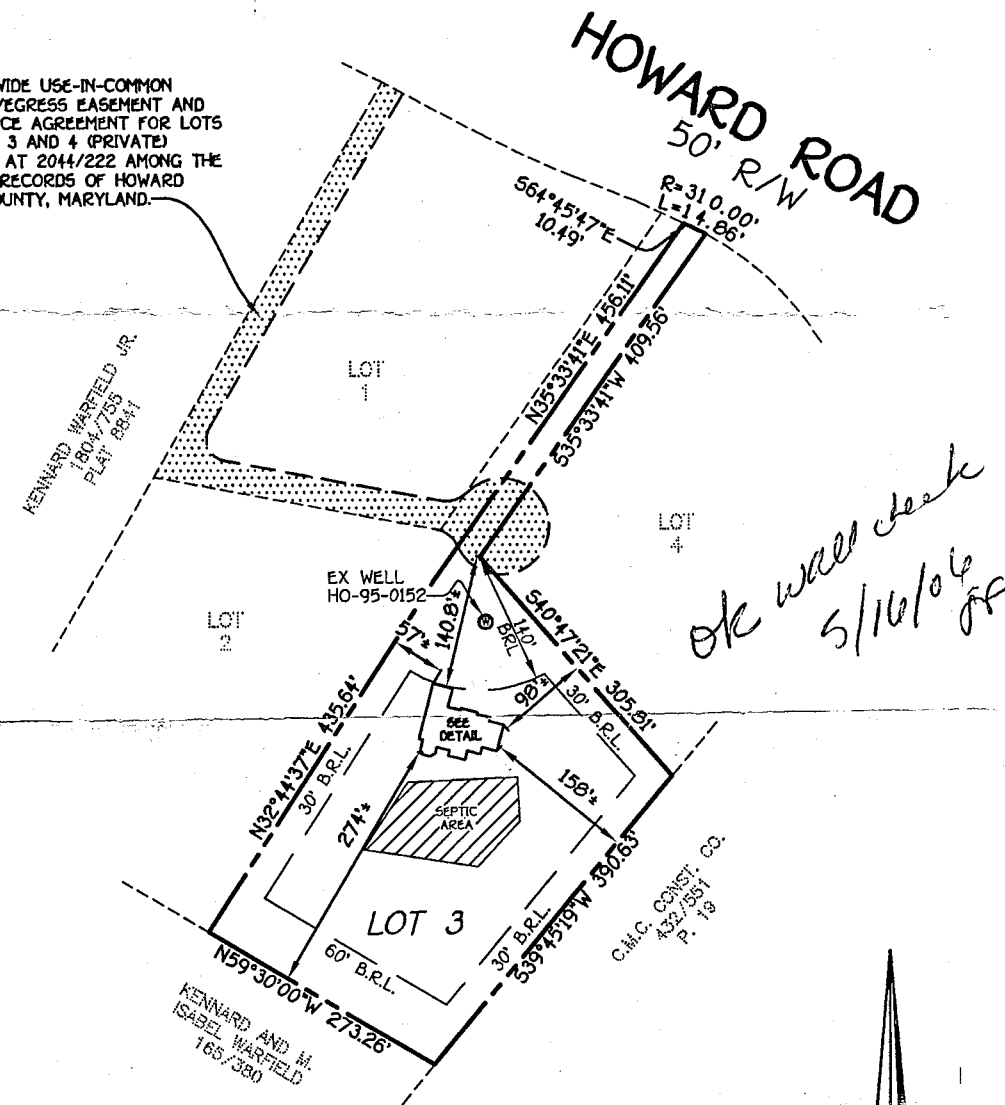 WIDE USE-IN-COMMON
/EGRESS EASEMENT AND
CE AGREEMENT FOR LOTS
3 AND 4 (PRIVATE)
AT 2044/222 AMONG THE
RECORDS OF HOWARD
OUNTY, MARYLAND.
HOWARD ROAD
50' R/W
R=310.00'
L=14.86'
S64°45'47"E
10.49'
N35°33'41"E 456.11'
S35°33'41"W 409.56'
LOT
1
KENNARD WARFIELD JR.
1804/755
PLAT 8841
LOT
4
ok wall check
5/16/06
EX WELL
HO-95-0152
W
LOT
2
57'±
140.8'±
140'
BRL
S40°47'21"E 305.81'
98'±
30' B.R.L.
SEE
DETAIL
N32°44'37"E 435.64'
30' B.R.L.
274'±
158'±
SEPTIC
AREA
LOT 3
30' B.R.L.
S39°45'19"W 390.63'
60' B.R.L.
C.M.C. CONST. CO.
432/551
P. 19
N59°30'00"W 273.26'
KENNARD AND M.
ISABEL WARFIELD
165/380